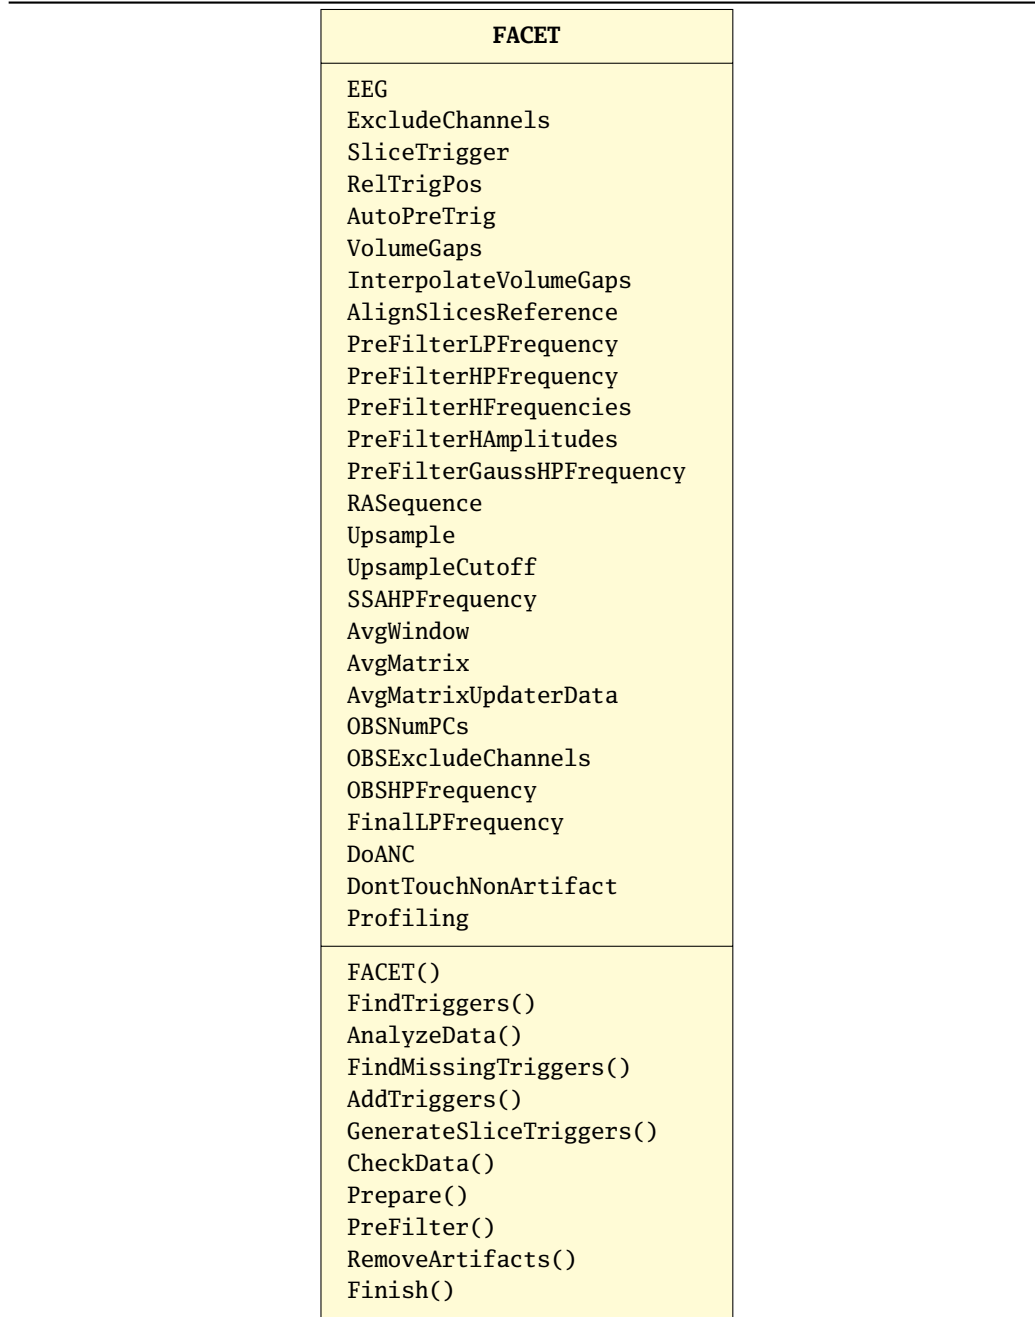 FACET
EEG
ExcludeChannels
SliceTrigger
RelTrigPos
AutoPreTrig
VolumeGaps
InterpolateVolumeGaps
AlignSlicesReference
PreFilterLPFrequency
PreFilterHPFrequency
PreFilterHFrequencies
PreFilterHAmplitudes
PreFilterGaussHPFrequency
RASequence
Upsample
UpsampleCutoff
SSAHPFrequency
AvgWindow
AvgMatrix
AvgMatrixUpdaterData
OBSNumPCs
OBSExcludeChannels
OBSHPFrequency
FinalLPFrequency
DoANC
DontTouchNonArtifact
Profiling
FACET()
FindTriggers()
AnalyzeData()
FindMissingTriggers()
AddTriggers()
GenerateSliceTriggers()
CheckData()
Prepare()
PreFilter()
RemoveArtifacts()
Finish()